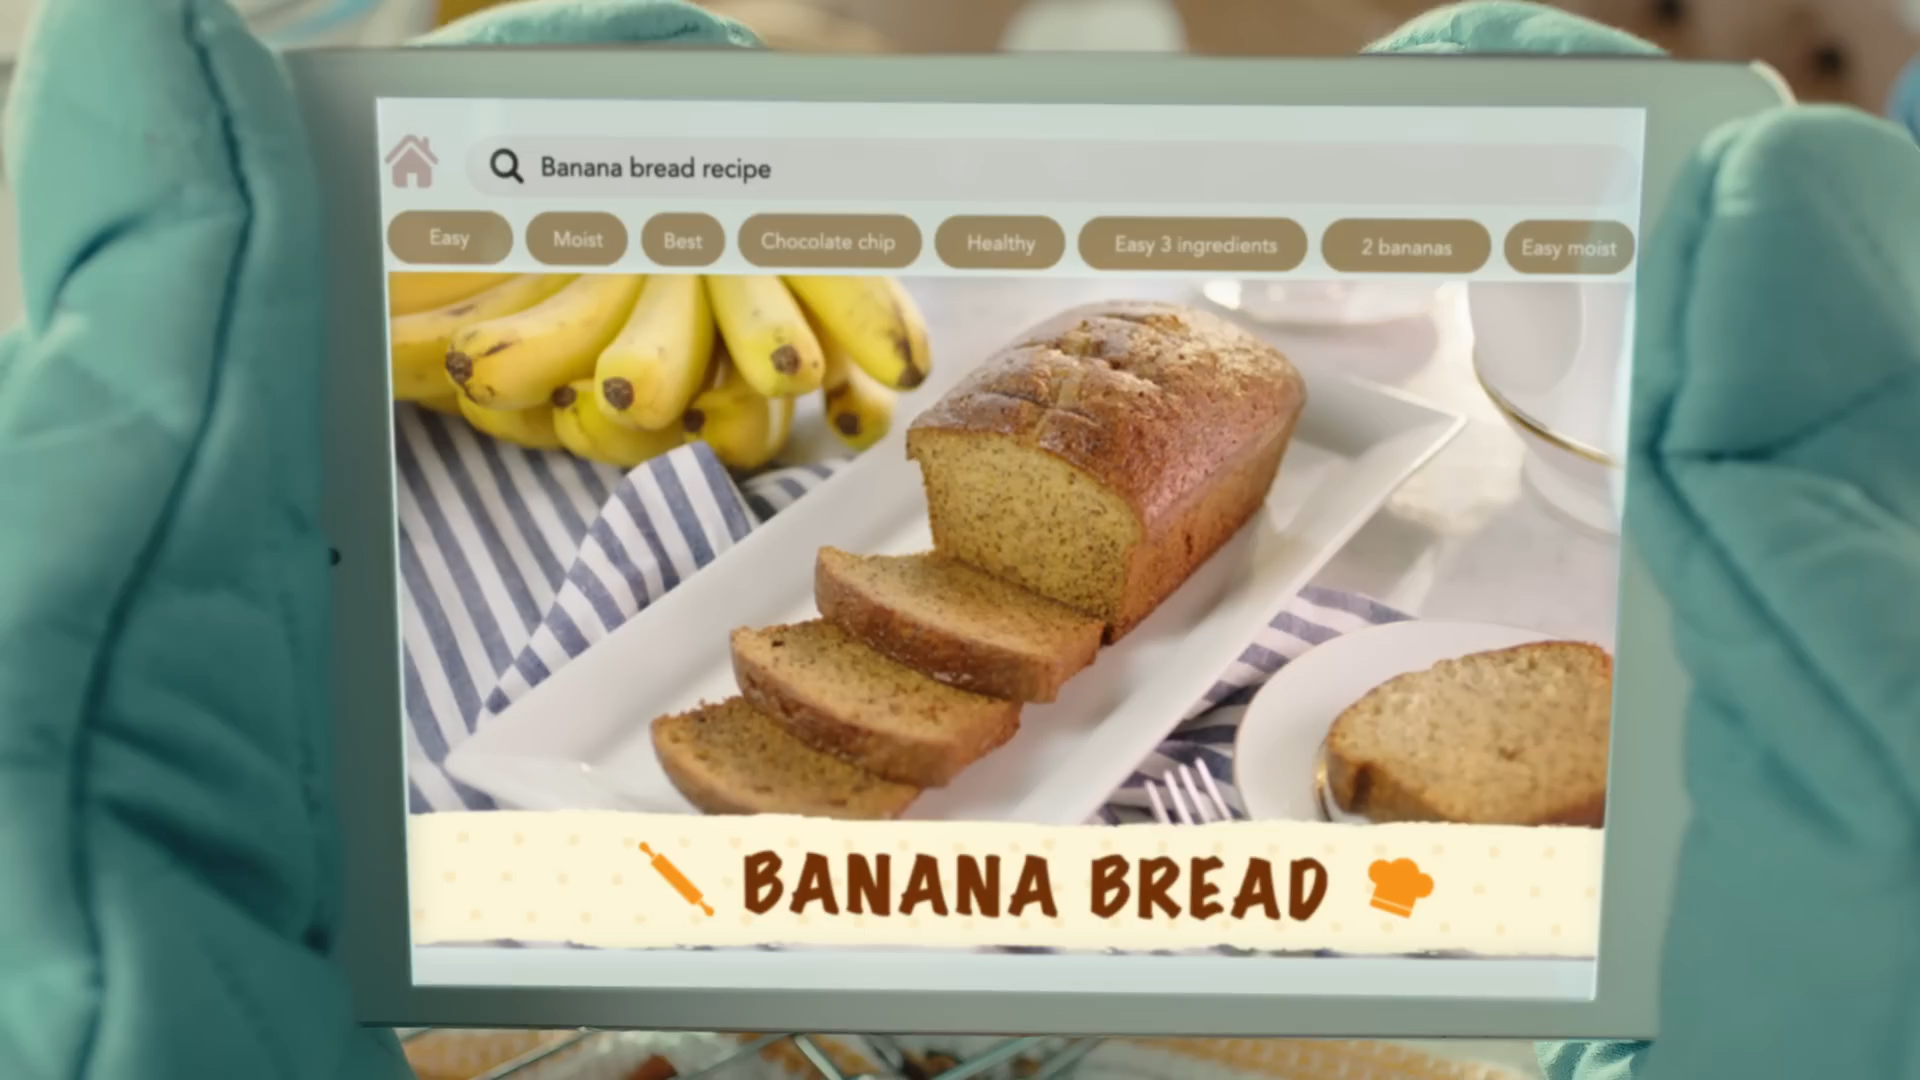 Banana bread recipe
Easy Moist Best Chocolate chip Healthy Easy 3 ingredients 2 bananas Easy moist
BANANA BREAD